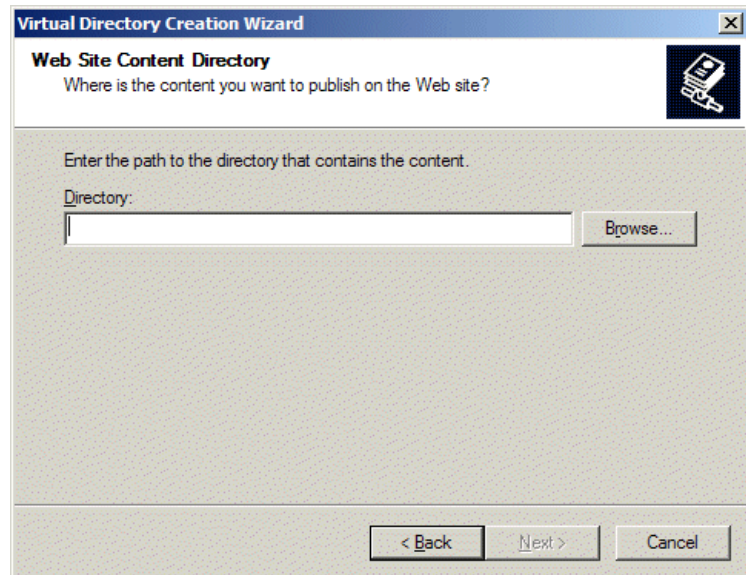 Virtual Directory Creation Wizard
Web Site Content Directory
Where is the content you want to publish on the Web site?
Enter the path to the directory that contains the content.
Directory:
Browse...
< Back Next > Cancel